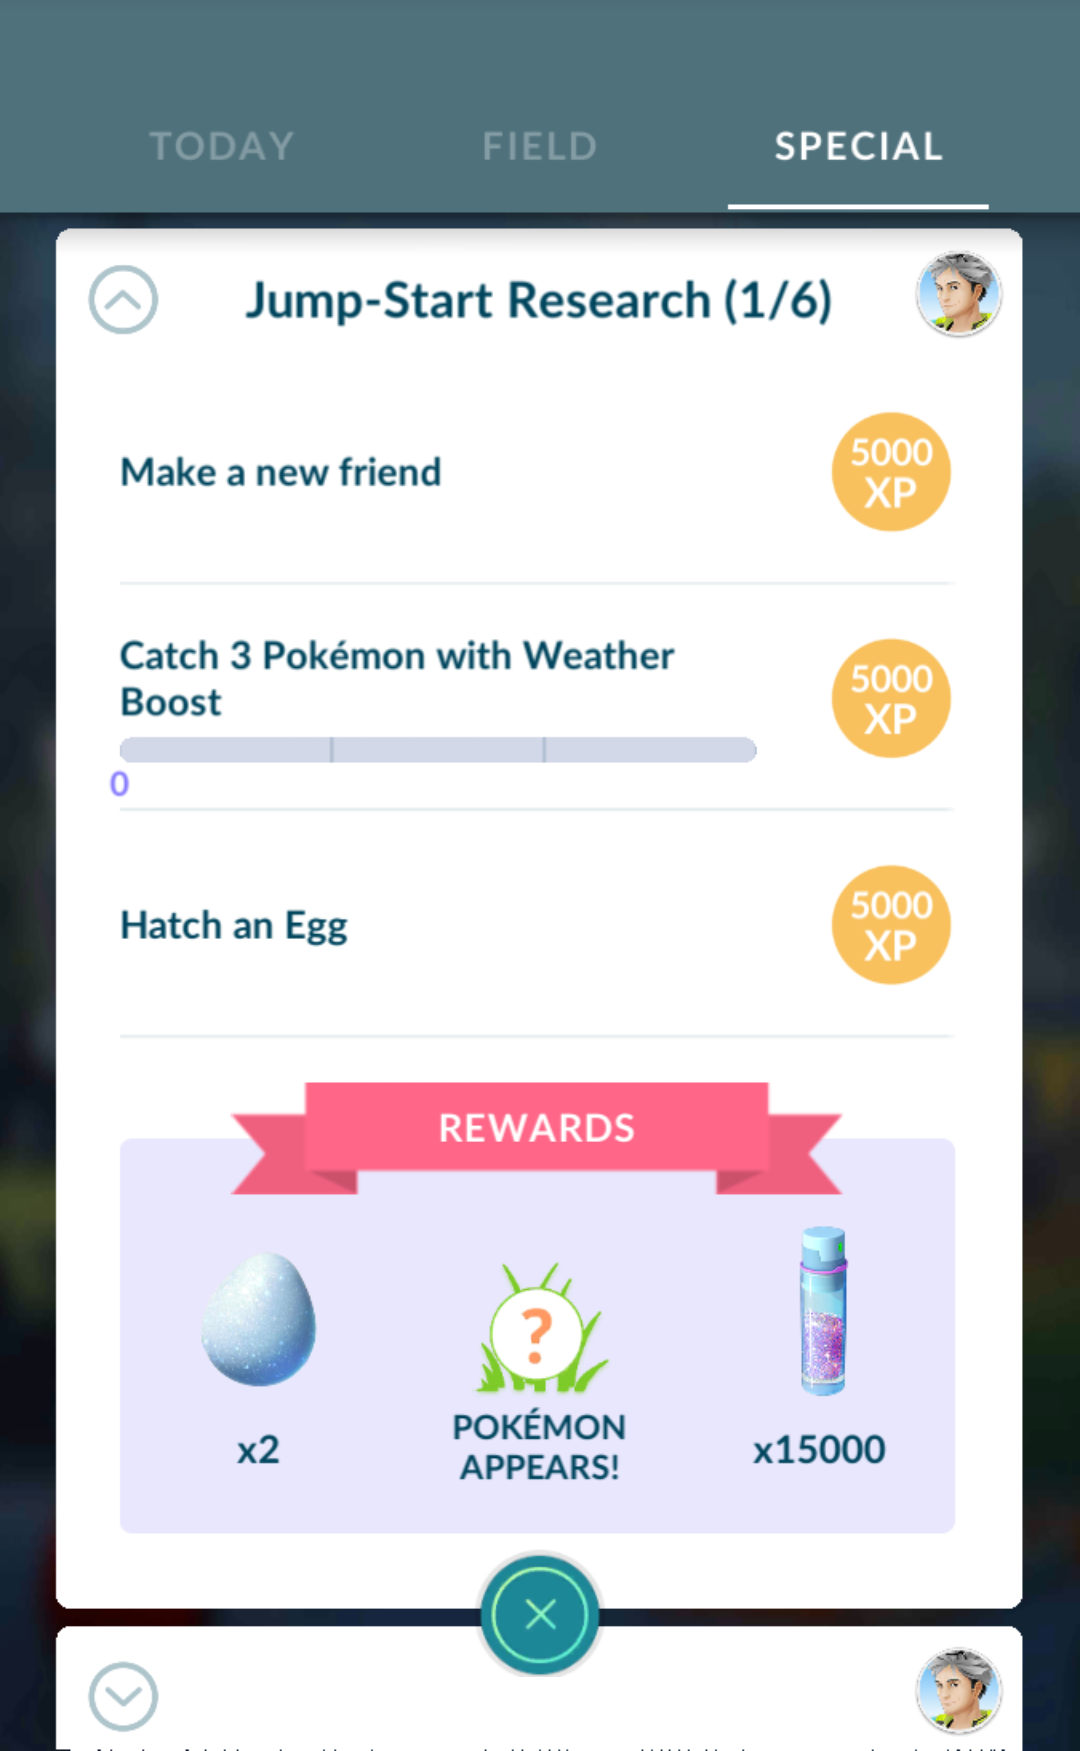 TODAY FIELD SPECIAL
Jump-Start Research (1/6)
Make a new friend
5000
XP
Catch 3 Pokémon with Weather
Boost
5000
XP
0
Hatch an Egg
5000
XP
REWARDS
?
POKÉMON
APPEARS!
x2
x15000